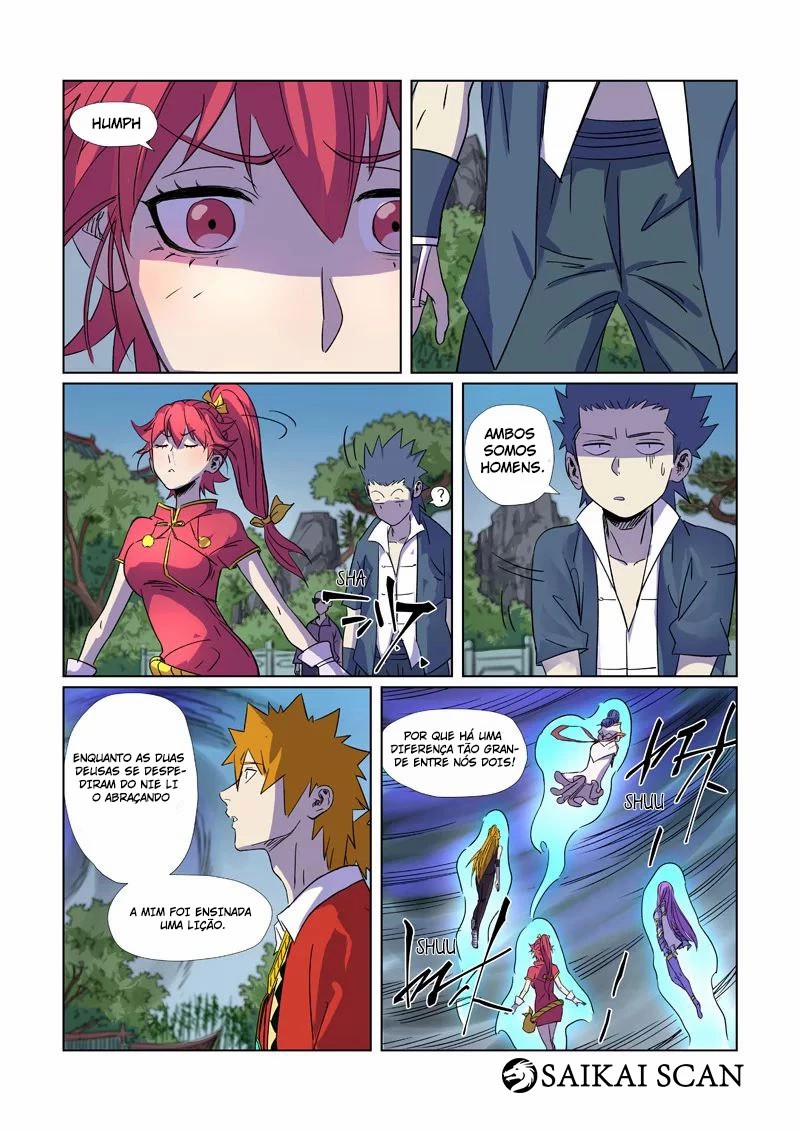 HUMPH
?
SHA
AMBOS
SOMOS
HOMENS.
ENQUANTO AS DUAS
DEUSAS SE DESPE-
DIRAM DO NIE LI
O ABRAÇANDO
A MIM FOI ENSINADA
UMA LIÇÃO.
POR QUE HÁ UMA
DIFERENÇA TÃO GRAN-
DE ENTRE NÓS DOIS!
SHUU
SHUU
SHUU
SAIKAI SCAN